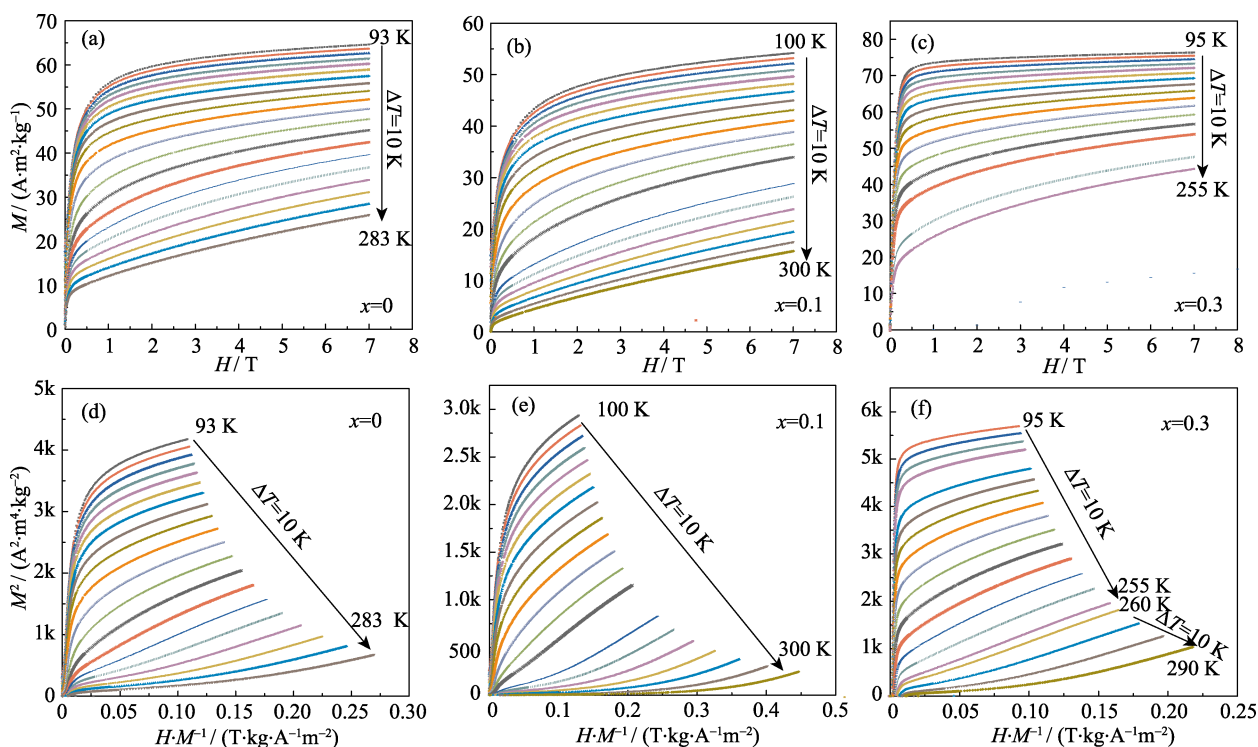 (a)
93 K
ΔT=10 K
283 K
x=0
M / (A·m²·kg⁻¹)
70
60
50
40
30
20
10
0
0 1 2 3 4 5 6 7 8
H / T
(b)
100 K
ΔT=10 K
300 K
x=0.1
60
50
40
30
20
10
0
0 1 2 3 4 5 6 7 8
H / T
(c)
95 K
ΔT=10 K
255 K
x=0.3
80
70
60
50
40
30
20
10
0
0 1 2 3 4 5 6 7 8
H / T
(d)
93 K
x=0
ΔT=10 K
283 K
M² / (A²·m⁴·kg⁻²)
5k
4k
3k
2k
1k
0
0 0.05 0.10 0.15 0.20 0.25 0.30
H·M⁻¹ / (T·kg·A⁻¹m⁻²)
(e)
100 K
x=0.1
ΔT=10 K
300 K
3.0k
2.5k
2.0k
1.5k
1.0k
500
0
0 0.1 0.2 0.3 0.4 0.5
H·M⁻¹ / (T·kg·A⁻¹m⁻²)
(f)
95 K
x=0.3
ΔT=10 K
255 K
260 K
ΔT=10 K
290 K
6k
5k
4k
3k
2k
1k
0
0 0.05 0.10 0.15 0.20 0.25
H·M⁻¹ / (T·kg·A⁻¹m⁻²)